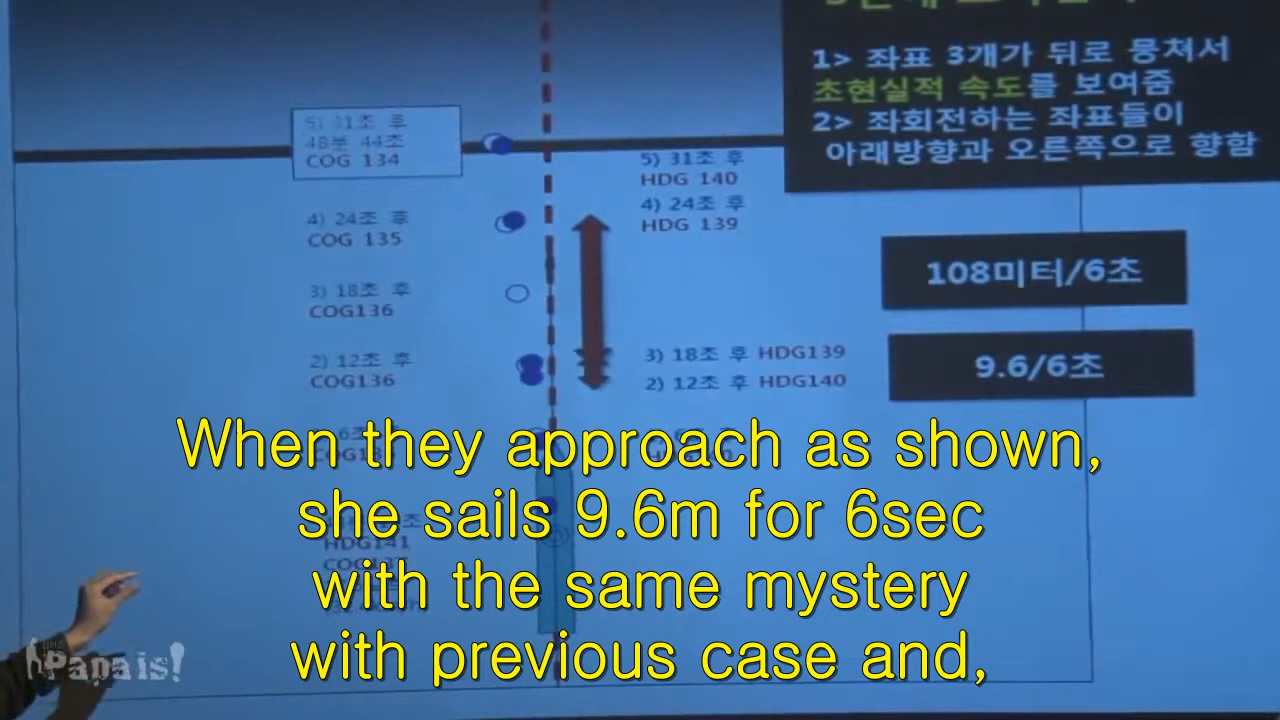 1> 좌표 3개가 뒤로 뭉쳐서
초현실적 속도를 보여줌
2> 좌회전하는 좌표들이
아래방향과 오른쪽으로 향함
5) 31초 후
48분 44초
COG 134
5) 31초 후
HDG 140
4) 24초 후
HDG 139
4) 24초 후
COG 135
3) 18초 후
COG136
2) 12초 후
COG136
3) 18초 후 HDG139
2) 12초 후 HDG140
108미터/6초
9.6/6초
HDG141
When they approach as shown,
she sails 9.6m for 6sec
with the same mystery
with previous case and,
Papais!